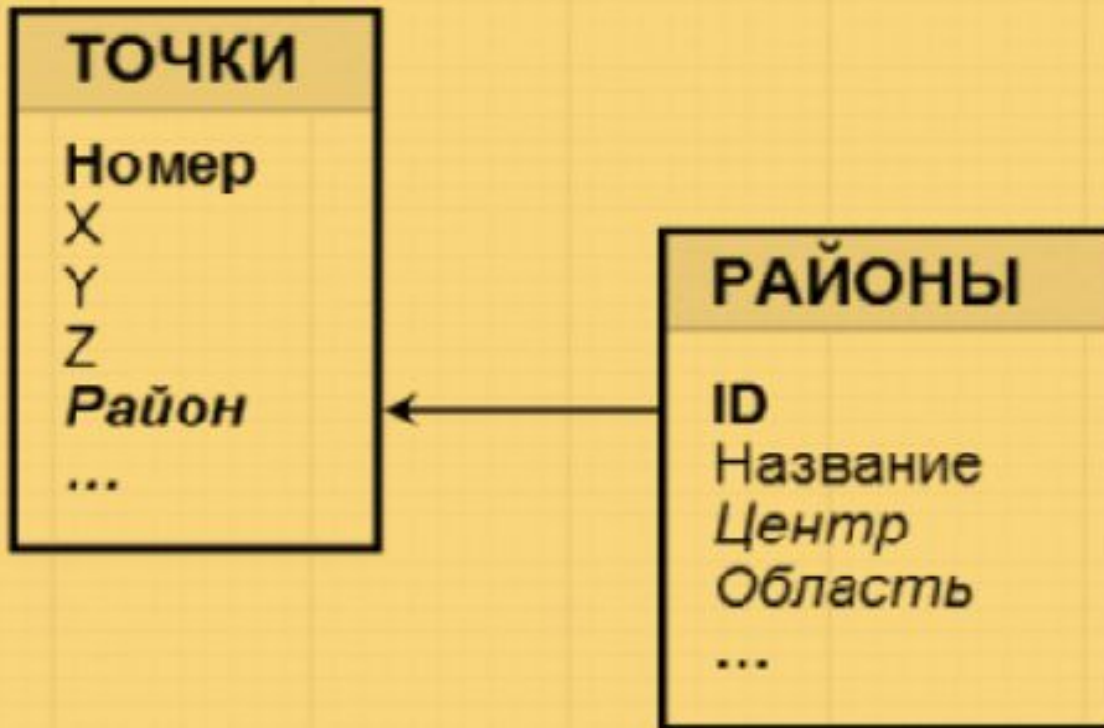 ТОЧКИ
Номер
X
Y
Z
Район
...
РАЙОНЫ
ID
Название
Центр
Область
...